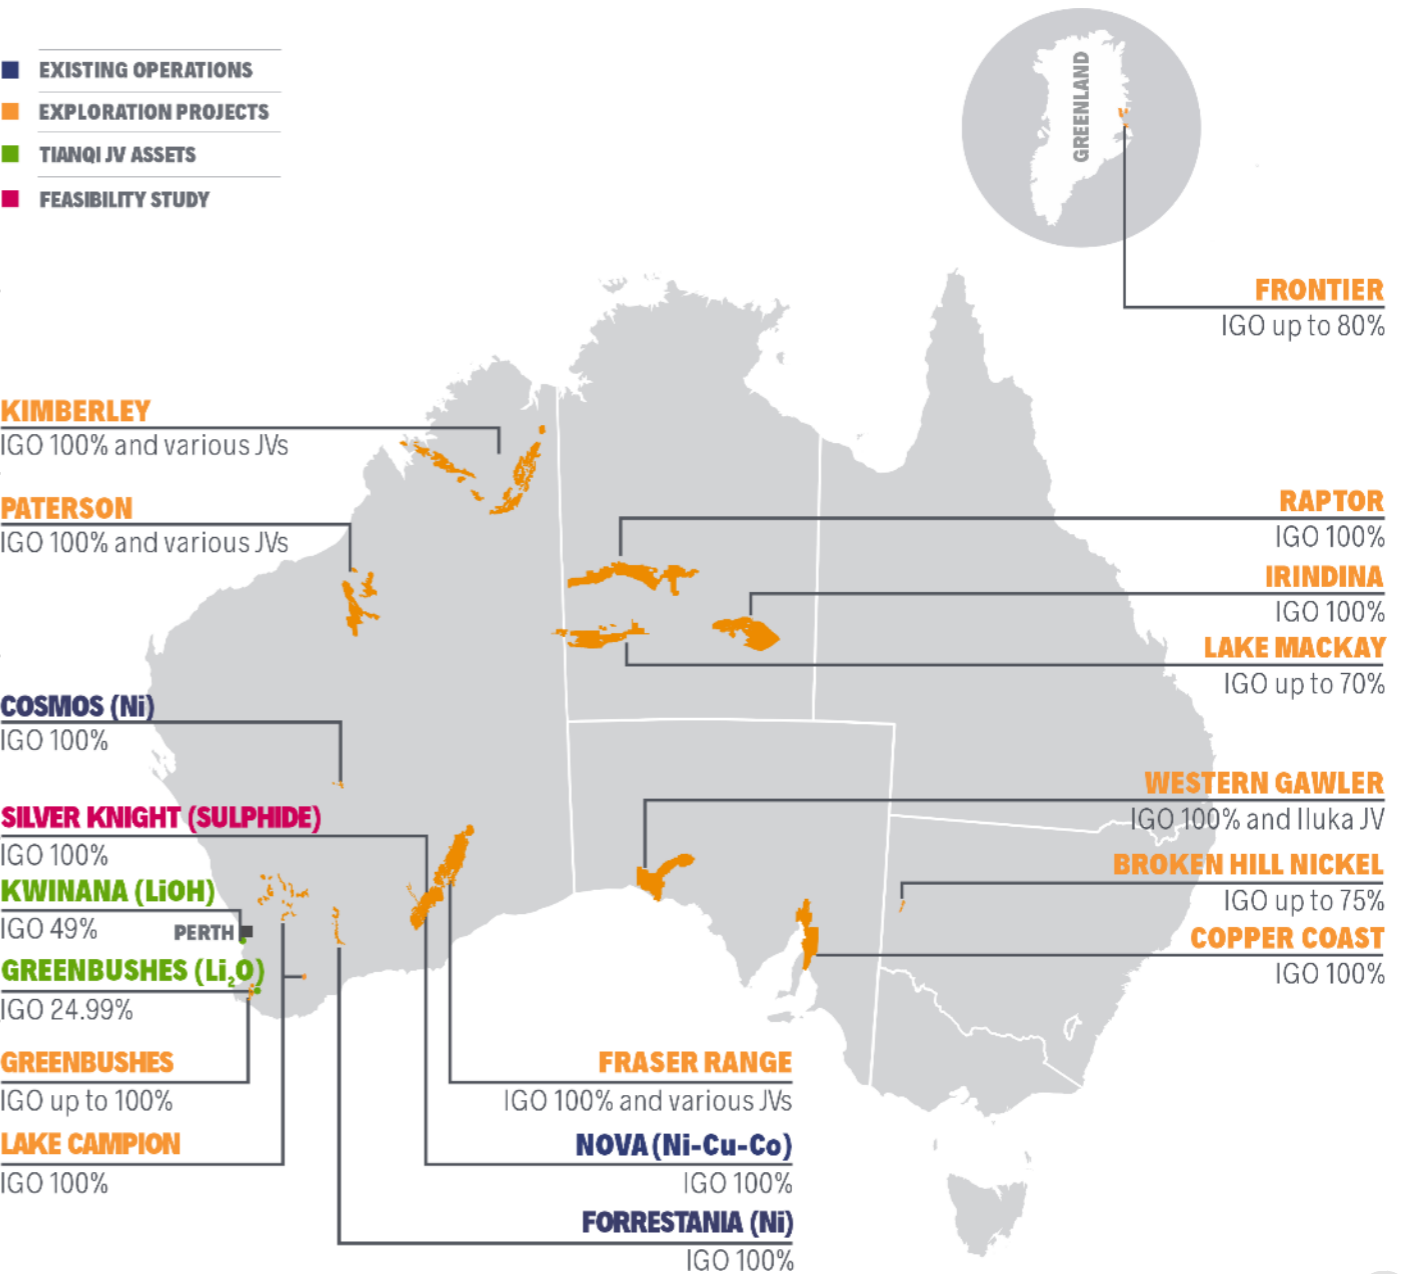 EXISTING OPERATIONS
EXPLORATION PROJECTS
TIANQI JV ASSETS
FEASIBILITY STUDY
GREENLAND
FRONTIER
IGO up to 80%
KIMBERLEY
IGO 100% and various JVs
PATERSON
IGO 100% and various JVs
RAPTOR
IGO 100%
IRINDINA
IGO 100%
LAKE MACKAY
IGO up to 70%
COSMOS (Ni)
IGO 100%
WESTERN GAWLER
IGO 100% and Iluka JV
SILVER KNIGHT (SULPHIDE)
IGO 100%
BROKEN HILL NICKEL
IGO up to 75%
KWINANA (LiOH)
IGO 49%
PERTH
COPPER COAST
IGO 100%
GREENBUSHES (Li₂O)
IGO 24.99%
GREENBUSHES
IGO up to 100%
FRASER RANGE
IGO 100% and various JVs
LAKE CAMPION
IGO 100%
NOVA (Ni-Cu-Co)
IGO 100%
FORRESTANIA (Ni)
IGO 100%